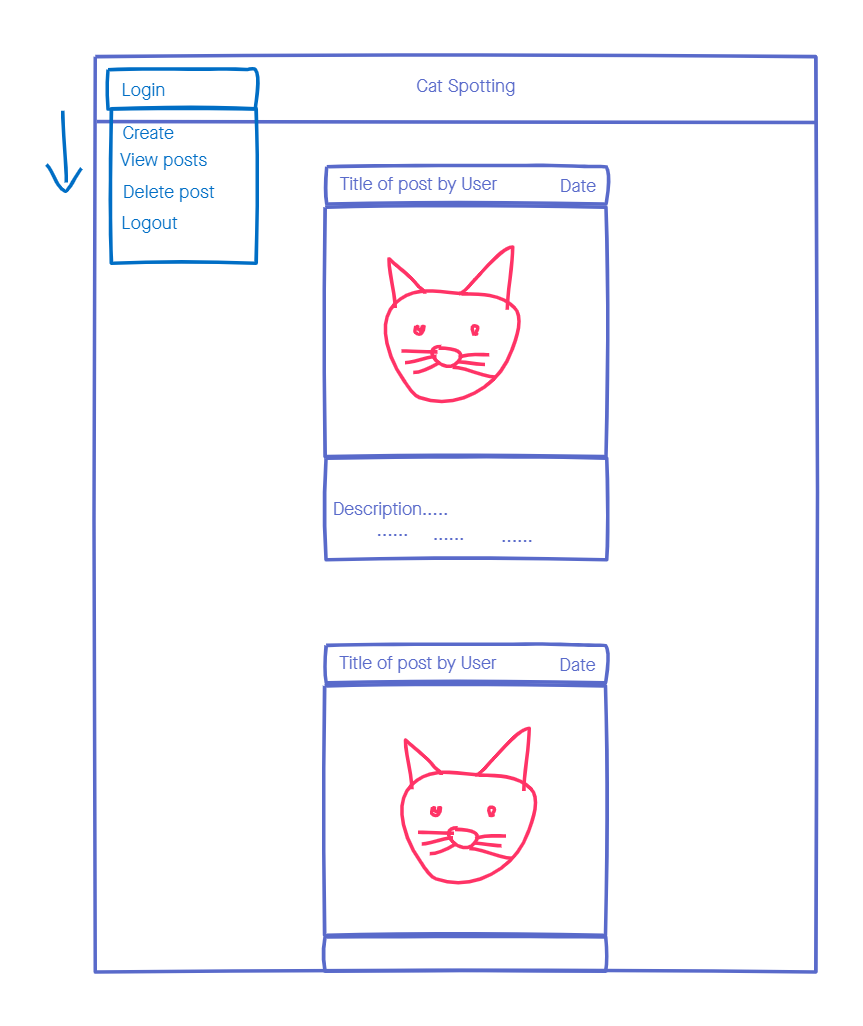 Login
Cat Spotting
Create
View posts
Delete post
Logout
Title of post by User
Date
Description.....
...... ...... ......
Title of post by User
Date